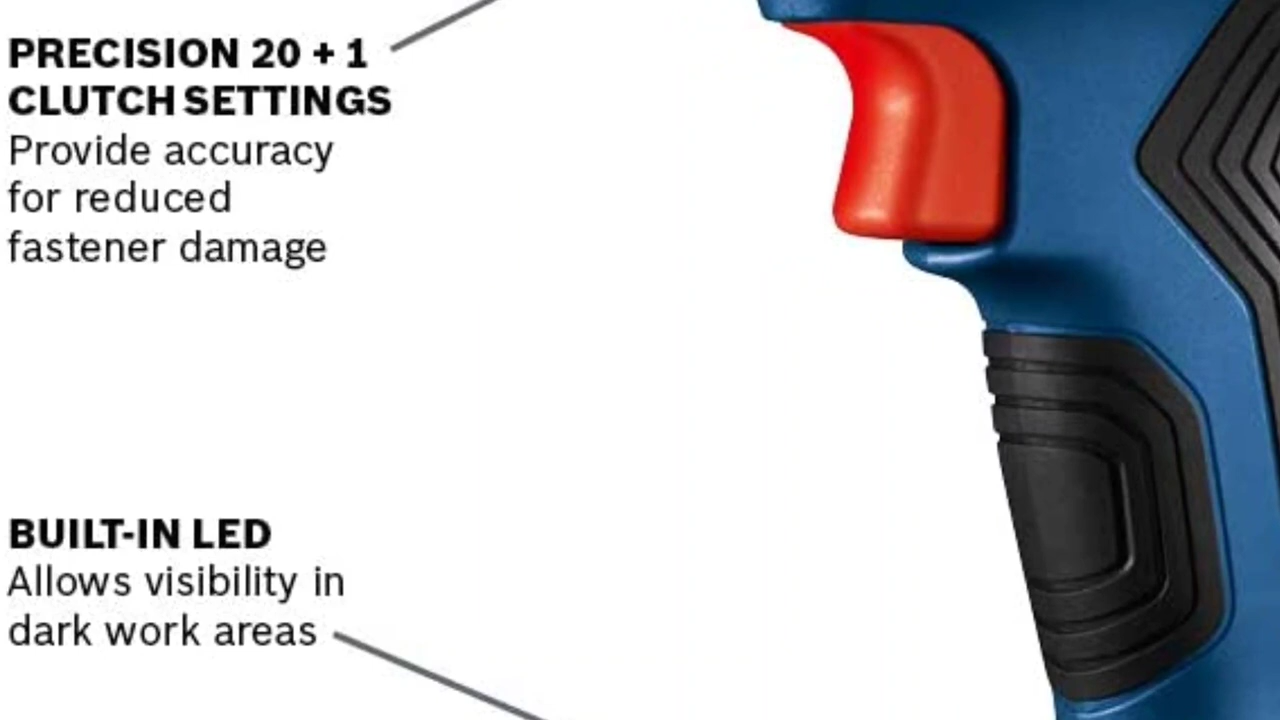 PRECISION 20 + 1
CLUTCH SETTINGS
Provide accuracy
for reduced
fastener damage
BUILT-IN LED
Allows visibility in
dark work areas